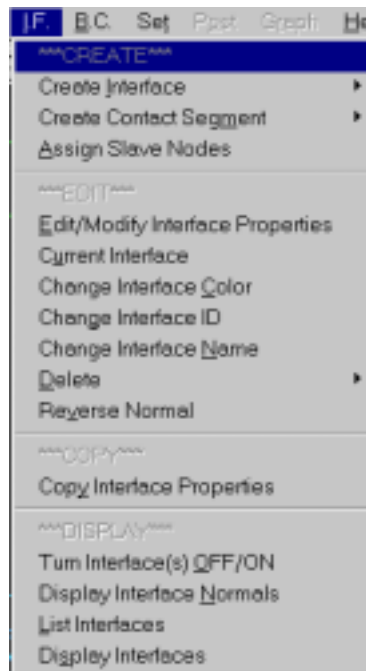 I.F. B.C. Set Post Graph He
***CREATE***
Create Interface
Create Contact Segment
Assign Slave Nodes
***EDIT***
Edit/Modify Interface Properties
Current Interface
Change Interface Color
Change Interface ID
Change Interface Name
Delete
Reverse Normal
***COPY***
Copy Interface Properties
***DISPLAY***
Turn Interface(s) OFF/ON
Display Interface Normals
List Interfaces
Display Interfaces